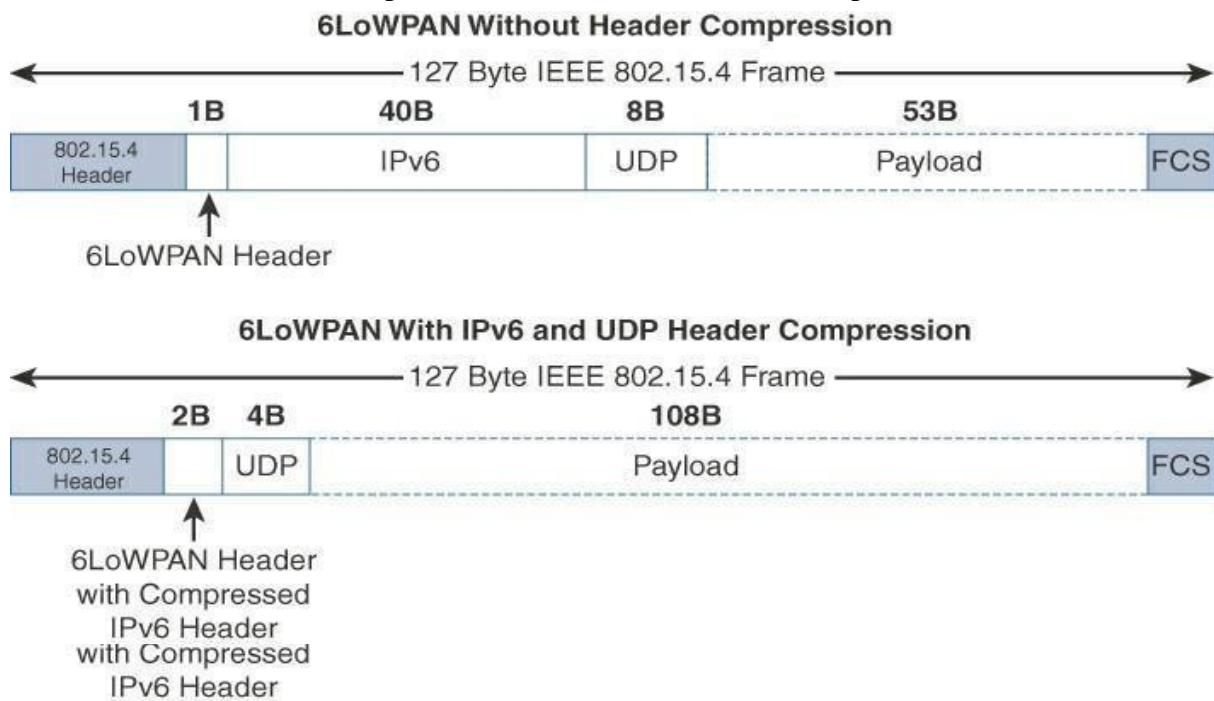 6LoWPAN Without Header Compression
127 Byte IEEE 802.15.4 Frame
1B 40B 8B 53B
802.15.4
Header
IPv6 UDP Payload FCS
6LoWPAN Header
6LoWPAN With IPv6 and UDP Header Compression
127 Byte IEEE 802.15.4 Frame
2B 4B 108B
802.15.4
Header
UDP Payload FCS
6LoWPAN Header
with Compressed
IPv6 Header
with Compressed
IPv6 Header